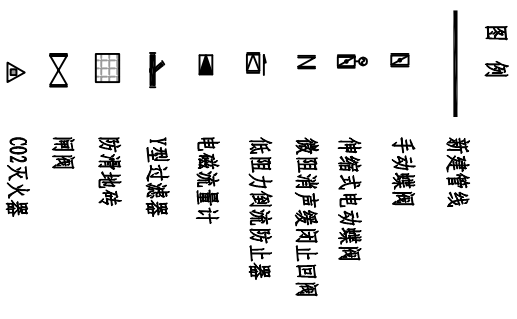 图 例
新建管线
手动蝶阀
伸缩式电动蝶阀
微阻消声缓闭止回阀
低阻力倒流防止器
电磁流量计
Y型过滤器
防滑地砖
闸阀
CO2灭火器